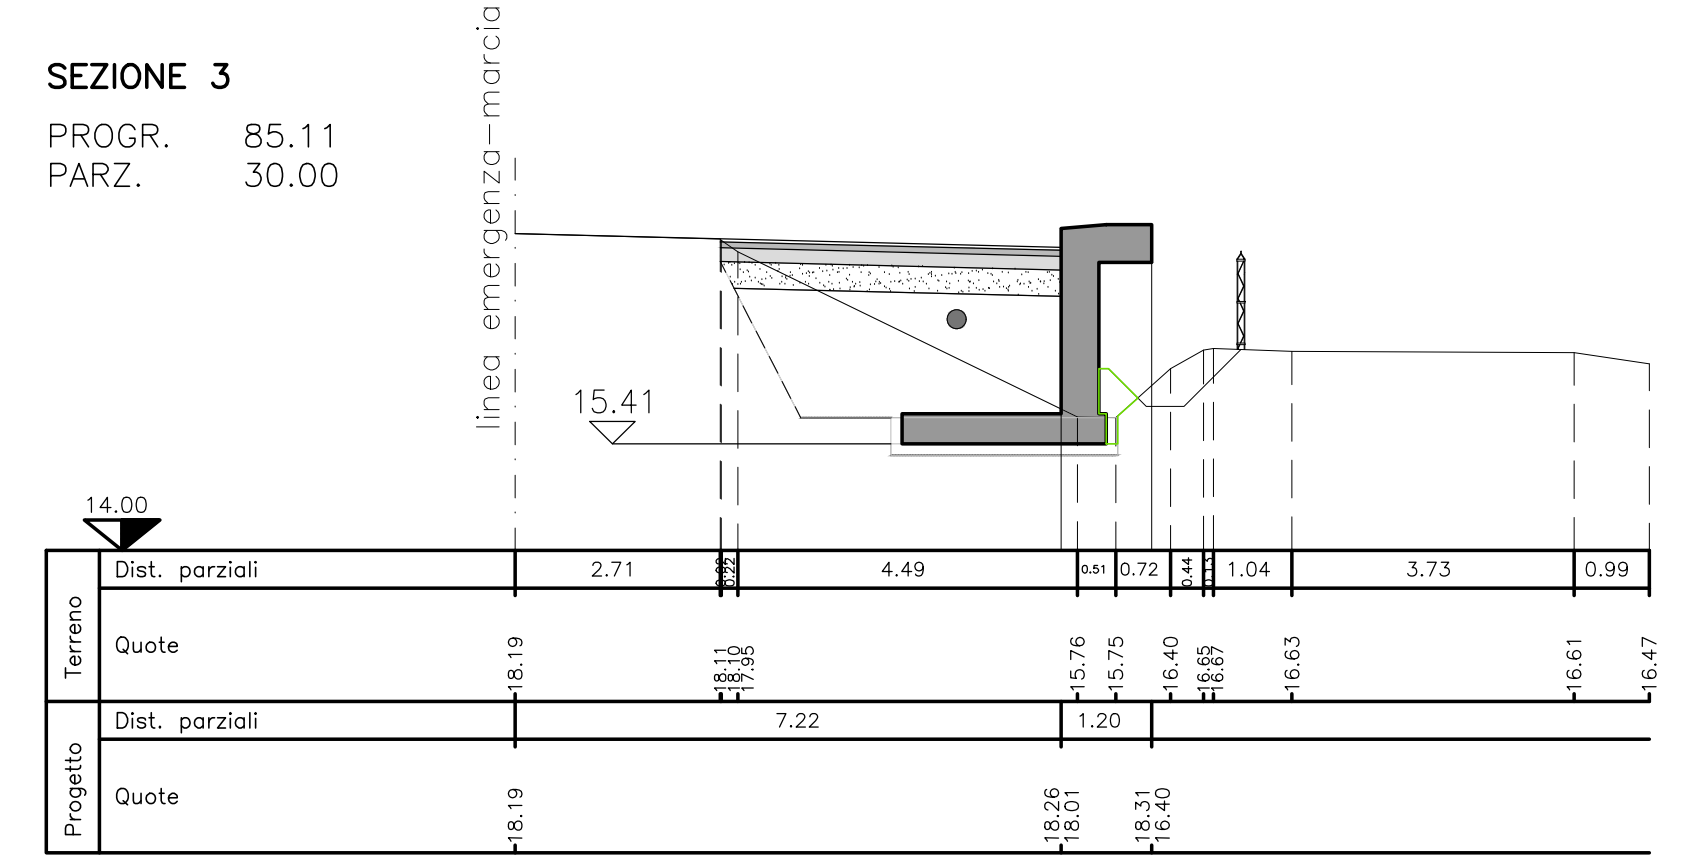 linea emergenza-marcia
SEZIONE 3
PROGR. 85.11
PARZ. 30.00
15.41
14.00
Terreno
Dist. parziali 2.71 0.22 4.49 0.51 0.72 0.44 0.13 1.04 3.73 0.99
Quote 18.19 18.11 18.10 17.95 15.76 15.75 16.40 16.65 16.67 16.63 16.61 16.47
Progetto
Dist. parziali 7.22 1.20
Quote 18.19 18.26 18.01 18.31 16.40